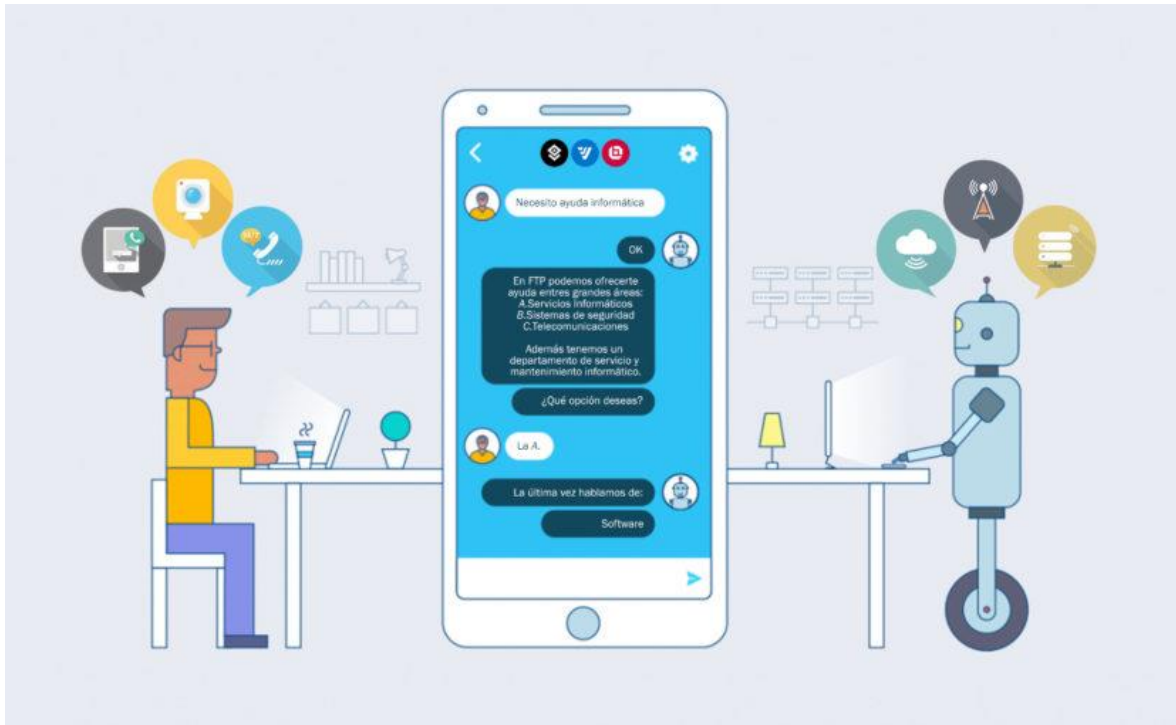 Necesito ayuda informática
OK
En FTP podemos ofrecerte
ayuda entres grandes áreas:
A.Servicios Informáticos
B.Sistemas de seguridad
C.Telecomunicaciones
Además tenemos un
departamento de servicio y
mantenimiento informático.
¿Qué opción deseas?
La A.
La última vez hablamos de:
Software